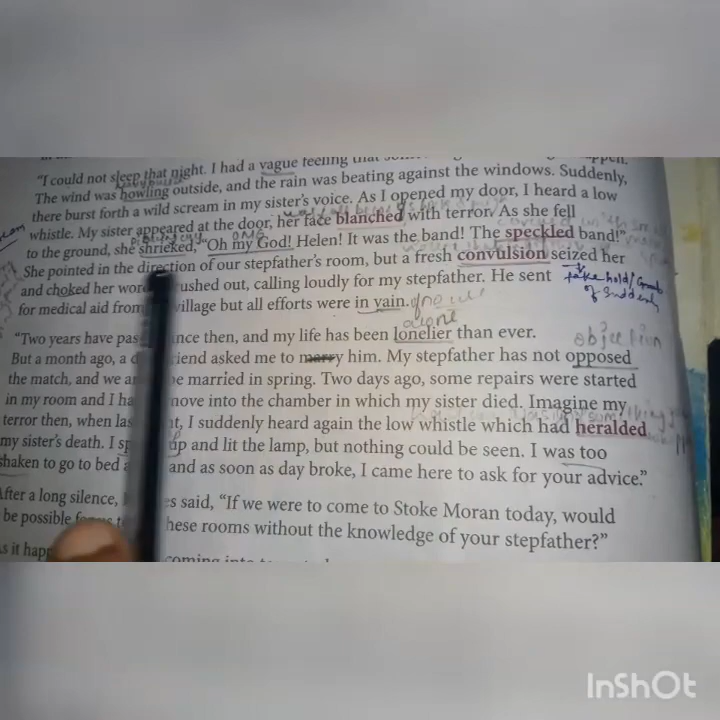 "I could not sleep that night. I had a vague feeling that
The wind was howling outside, and the rain was beating against the windows. Suddenly,
there burst forth a wild scream in my sister's voice. As I opened my door, I heard a low
whistle. My sister appeared at the door, her face blanched with terror. As she fell
to the ground, she shrieked, "Oh my God! Helen! It was the band! The speckled band!"
She pointed in the direction of our stepfather's room, but a fresh convulsion seized her
and choked her words ushed out, calling loudly for my stepfather. He sent
take hold/Grab
of suddenly
for medical aid from village but all efforts were in vain.
alone
"Two years have pas nce then, and my life has been lonelier than ever.
objection
But a month ago, a d iend asked me to marry him. My stepfather has not opposed
the match, and we a be married in spring. Two days ago, some repairs were started
in my room and I ha move into the chamber in which my sister died. Imagine my
terror then, when las t, I suddenly heard again the low whistle which had heralded
my sister's death. I sp up and lit the lamp, but nothing could be seen. I was too
shaken to go to bed and as soon as day broke, I came here to ask for your advice."
After a long silence, es said, "If we were to come to Stoke Moran today, would
be possible for us t hese rooms without the knowledge of your stepfather?"
As it happ coming into
InShOt